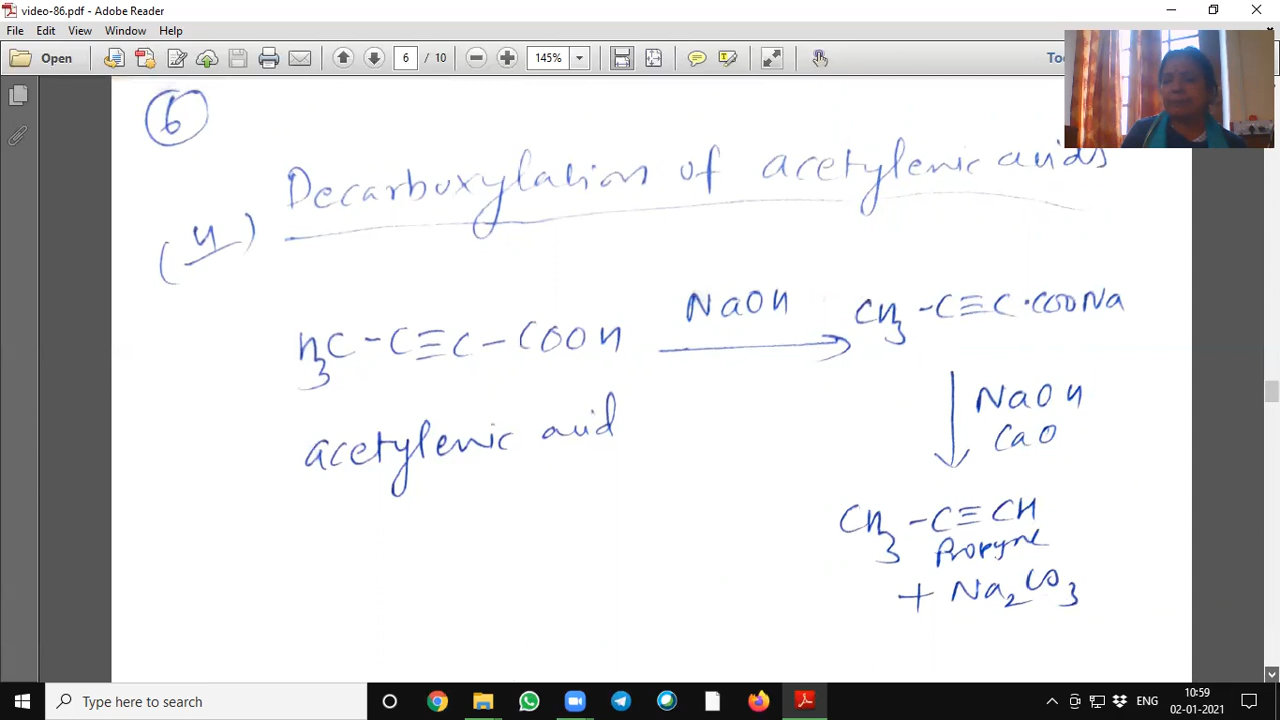 video-86.pdf - Adobe Reader
File Edit View Window Help
Open 6 / 10 145% Too
6
(4) Decarboxylation of acetylenic acids
H3C-C≡C-COOH NaOH CH3-C≡C·COONa
acetylenic acid
NaOH
CaO
CH3-C≡CH
Propyne
+ Na2CO3
Type here to search
ENG
10:59
02-01-2021